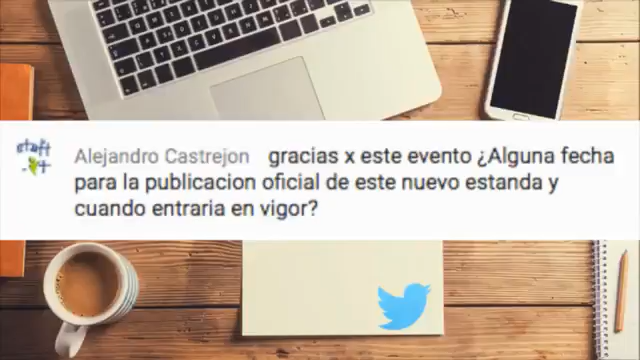 Alejandro Castrejon gracias x este evento ¿Alguna fecha
para la publicacion oficial de este nuevo estanda y
cuando entraria en vigor?